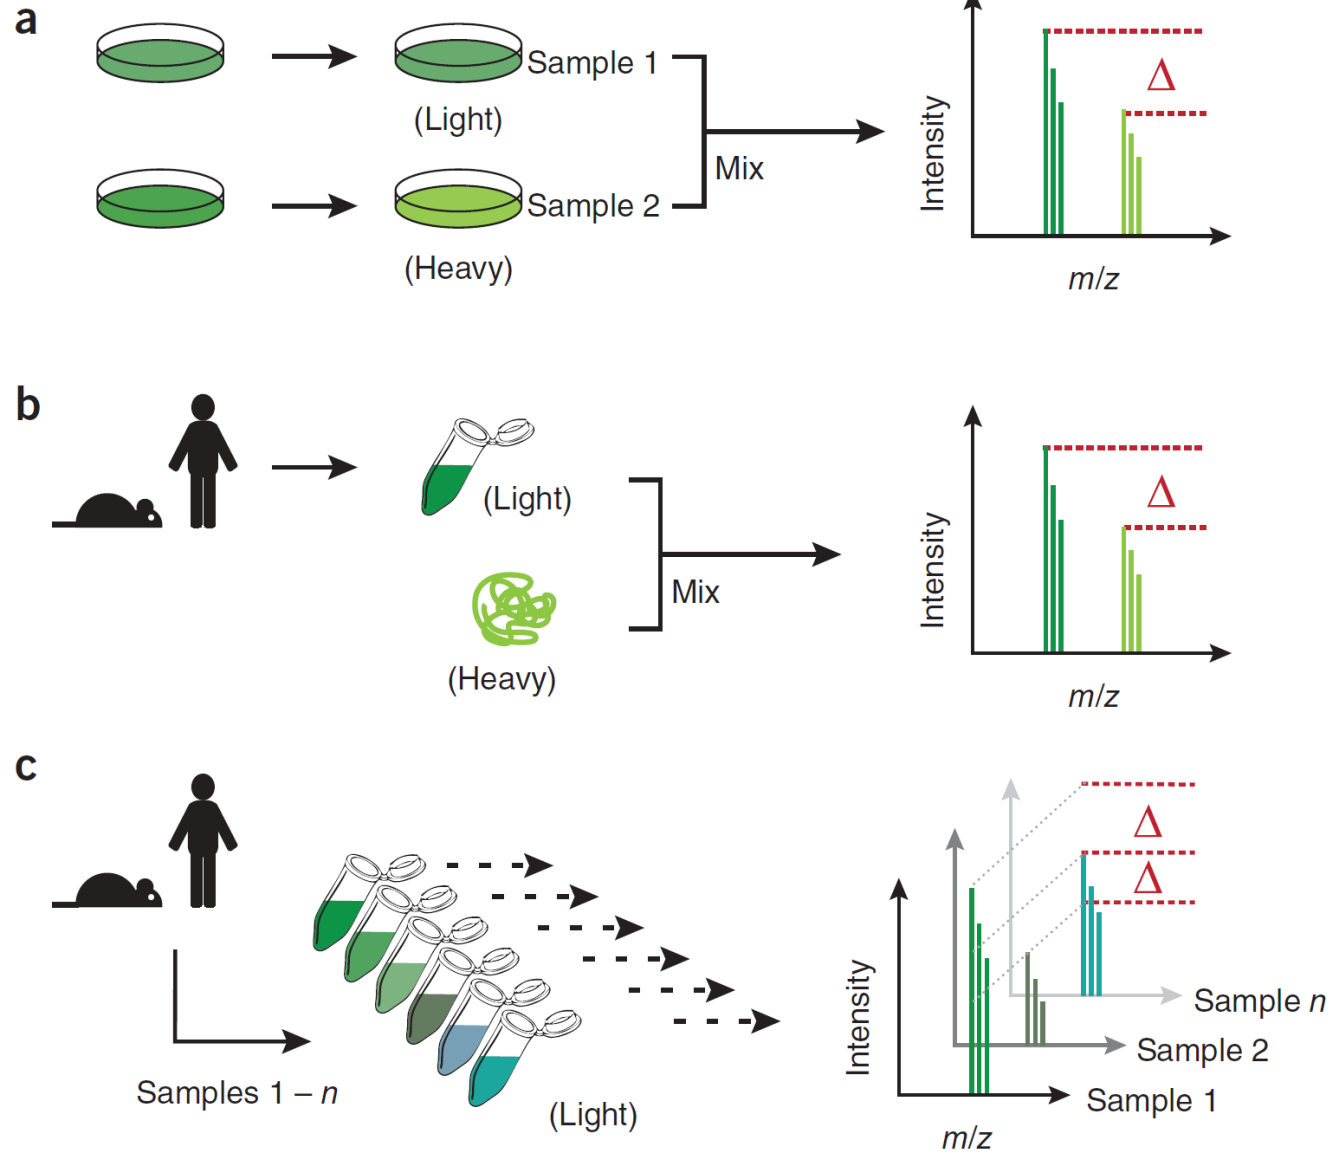 a
Sample 1
(Light)
Mix
Sample 2
(Heavy)
Intensity
Δ
m/z
b
(Light)
Mix
(Heavy)
Intensity
Δ
m/z
c
Samples 1 – n
(Light)
Intensity
Δ
Δ
Sample n
Sample 2
Sample 1
m/z